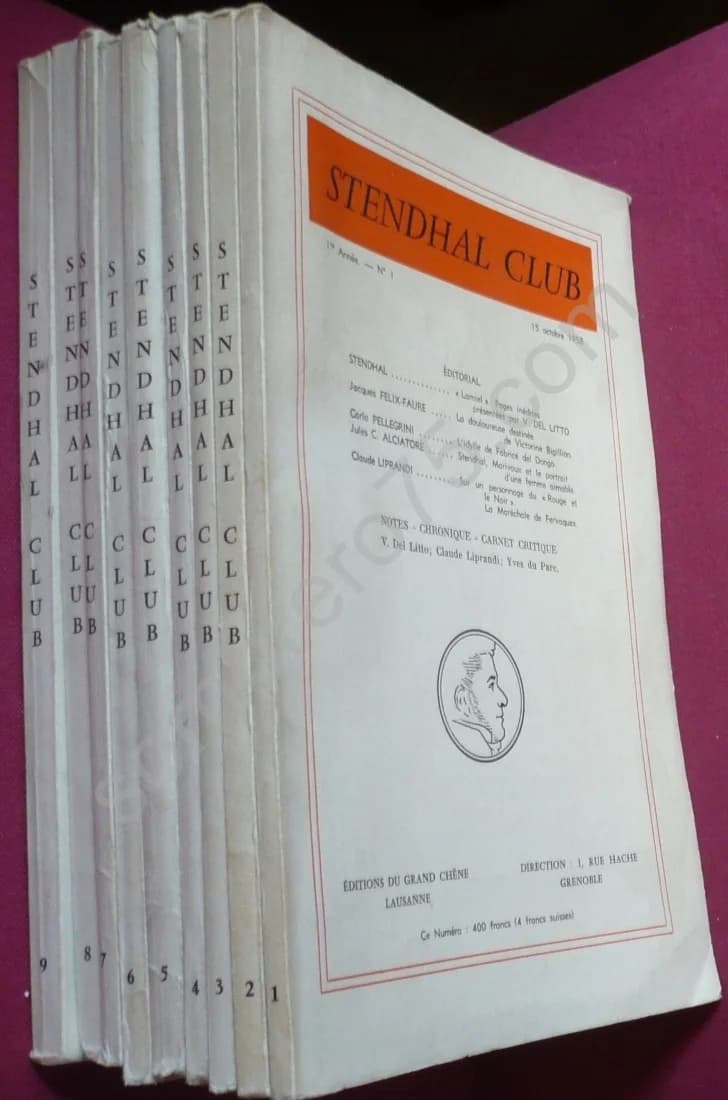 STENDHAL CLUB
1re Année. — N° 1
15 octobre 1958
ÉDITORIAL
STENDHAL .............. « Lamiel ». Pages inédites
présentées par V. DEL LITTO
Jacques FELIX-FAURE ..... La douloureuse destinée
de Victorine Bigillion
Carlo PELLEGRINI ........ L'idylle de Fabrice del Dongo
Jules C. ALCIATORE ..... Stendhal, Marivaux et le portrait
d'une femme aimable.
Claude LIPRANDI ........ Sur un personnage du « Rouge et
le Noir ».
La Maréchale de Fervaques
NOTES - CHRONIQUE - CARNET CRITIQUE
V. Del Litto; Claude Liprandi; Yves du Parc.
ÉDITIONS DU GRAND CHÊNE
LAUSANNE
DIRECTION : 1, RUE HACHE
GRENOBLE
Ce Numéro : 400 francs (4 francs suisses)
STENDHAL CLUB
9
STENDHAL CLUB
8
STENDHAL CLUB
7
STENDHAL CLUB
6
STENDHAL CLUB
5
STENDHAL CLUB
4
STENDHAL CLUB
3
STENDHAL CLUB
2
1